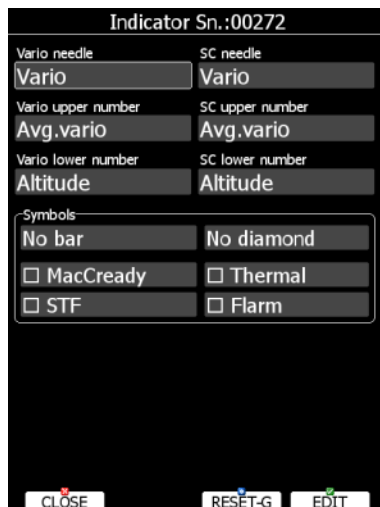 Indicator Sn.:00272
Vario needle SC needle
Vario Vario
Vario upper number SC upper number
Avg.vario Avg.vario
Vario lower number SC lower number
Altitude Altitude
Symbols
No bar No diamond
MacCready Thermal
STF Flarm
CLOSE RESET-G EDIT